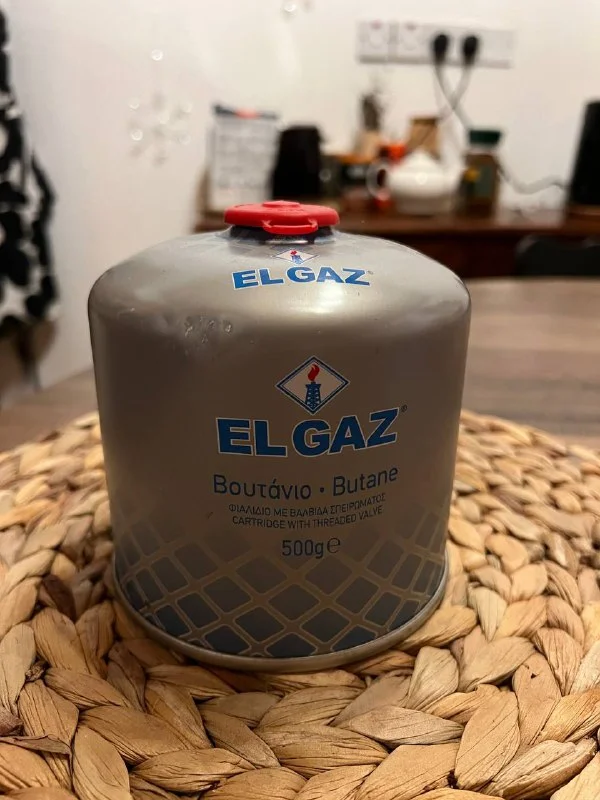 EL GAZ®
EL GAZ®
Βουτάνιο · Butane
ΦΙΑΛΙΔΙΟ ΜΕ ΒΑΛΒΙΔΑ ΣΠΕΙΡΩΜΑΤΟΣ
CARTRIDGE WITH THREADED VALVE
500g℮